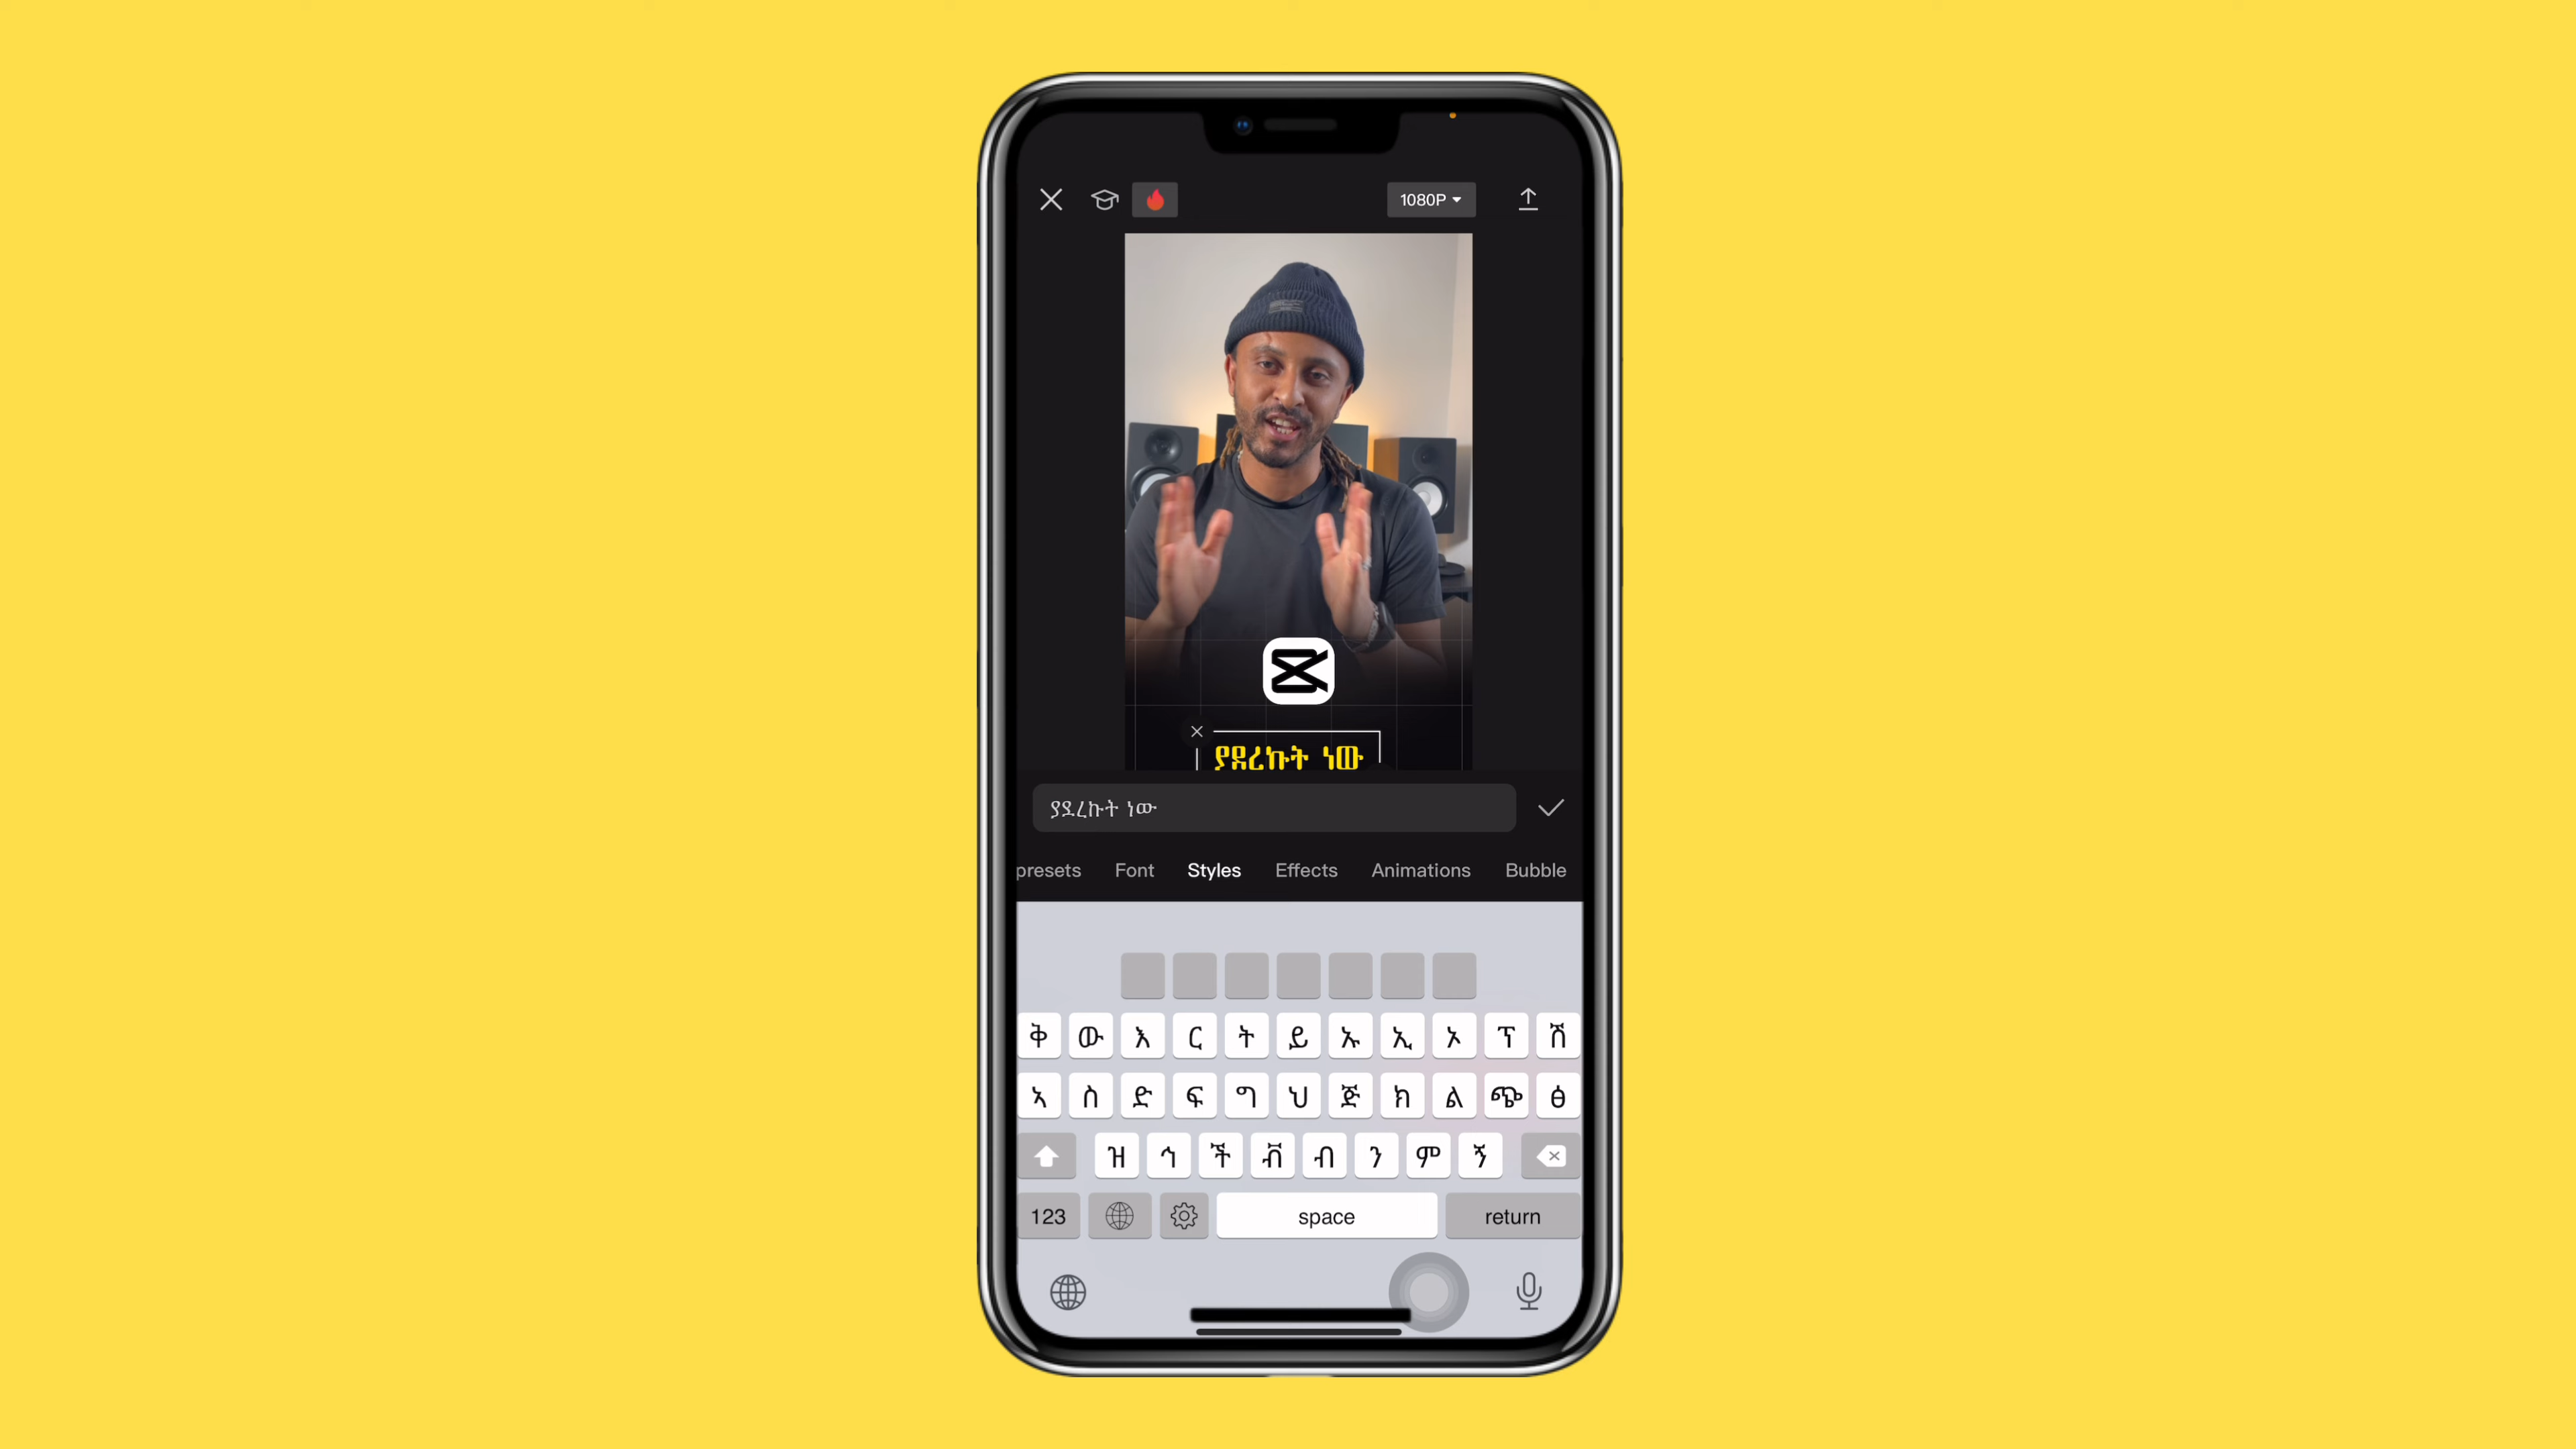 1080P
ያደረኩት ነው
ያደረኩት ነው
presets Font Styles Effects Animations Bubble
ቅ ው እ ር ት ይ ኡ ኢ ኦ ፕ ሽ
ኣ ስ ድ ፍ ግ ህ ጅ ክ ል ጭ ፅ
ዝ ኅ ች ቭ ብ ን ም ኝ
123 space return